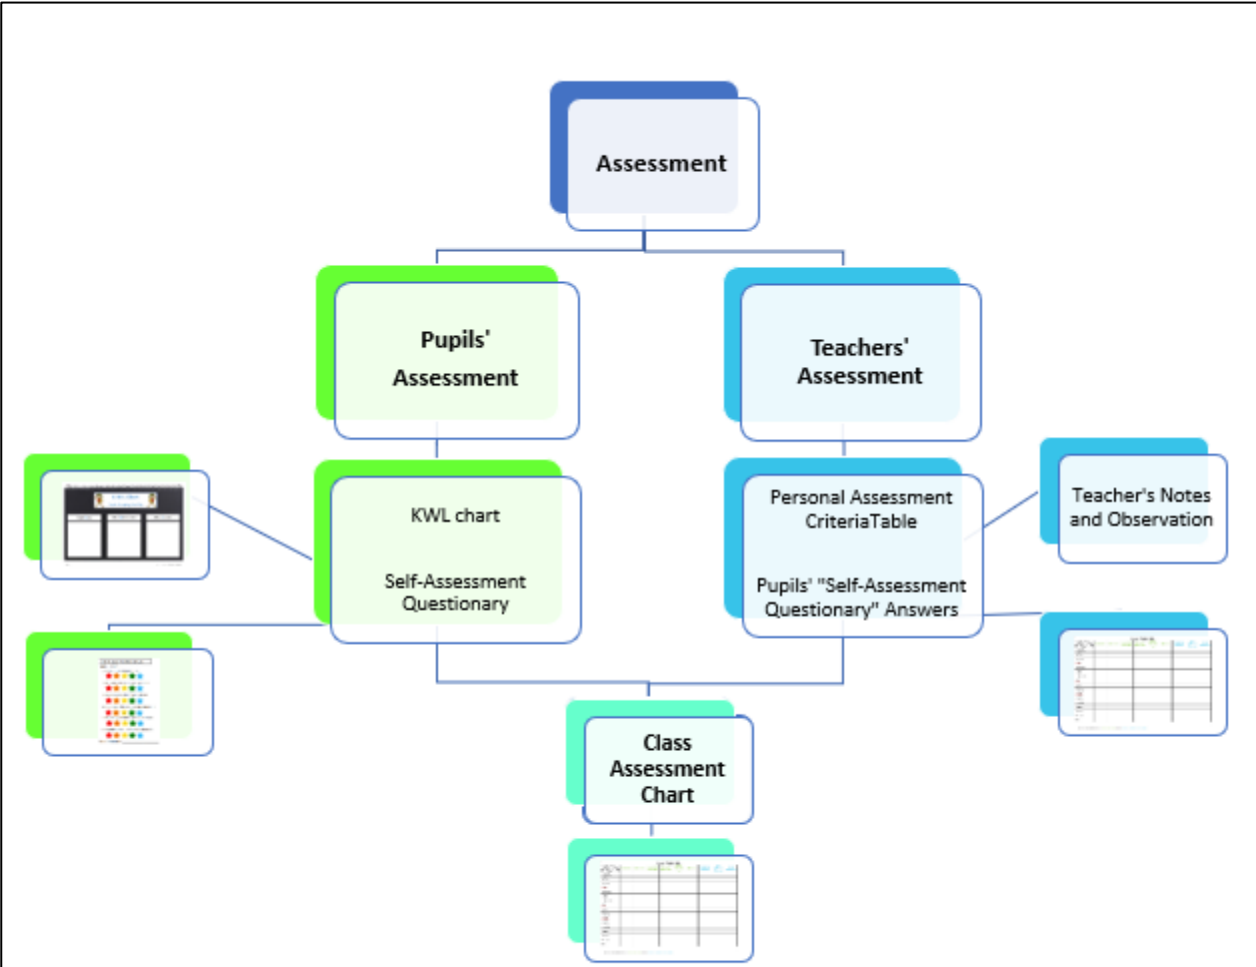 Assessment
Pupils'
Assessment
Teachers'
Assessment
KWL chart
Self-Assessment
Questionary
Personal Assessment
CriteriaTable
Pupils' "Self-Assessment
Questionary" Answers
Teacher's Notes
and Observation
Class
Assessment
Chart